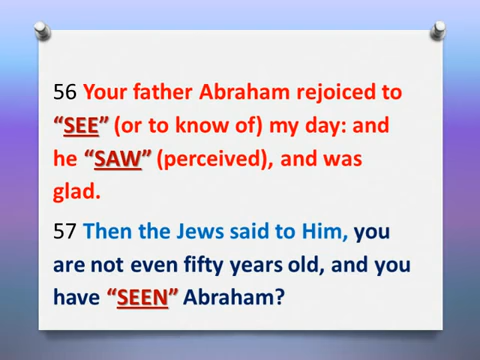 56 Your father Abraham rejoiced to
“SEE” (or to know of) my day: and
he “SAW” (perceived), and was
glad.
57 Then the Jews said to Him, you
are not even fifty years old, and you
have “SEEN” Abraham?